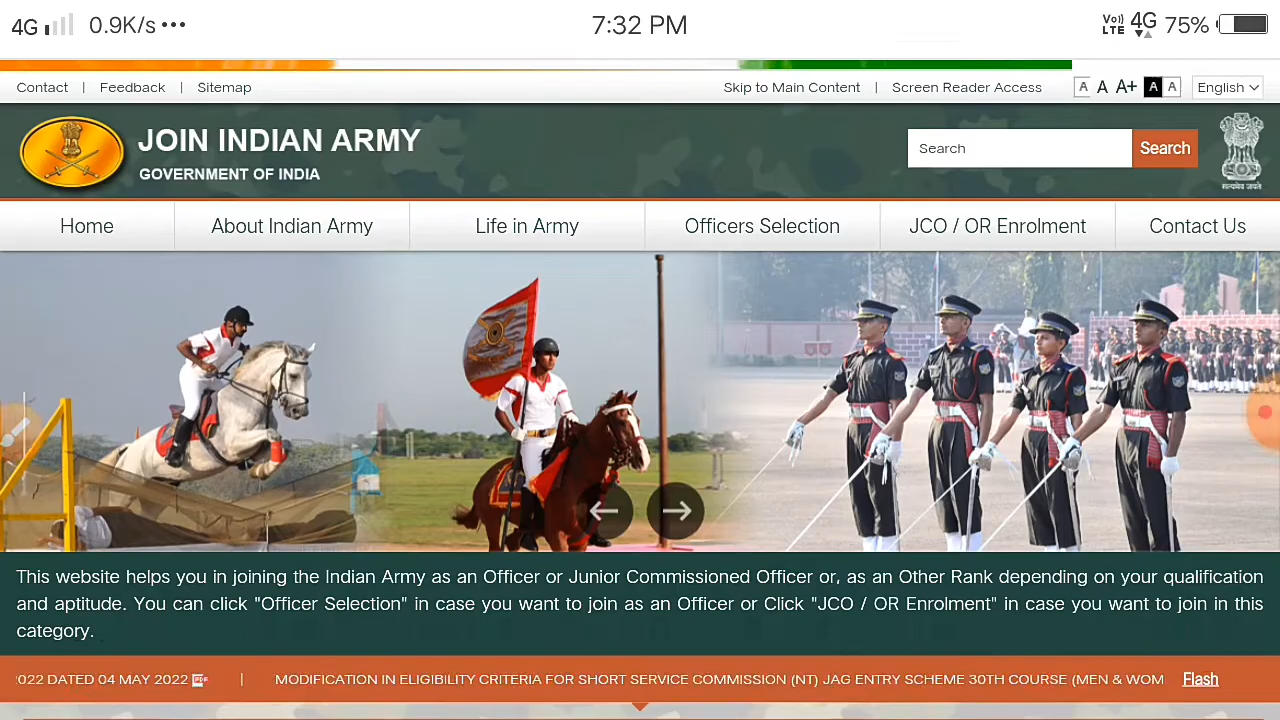 4G 0.9K/s ••• 7:32 PM Vo)) LTE 4G 75%
Contact | Feedback | Sitemap Skip to Main Content | Screen Reader Access A A A+ A A English
JOIN INDIAN ARMY
GOVERNMENT OF INDIA
Search Search
सत्यमेव जयते
Home About Indian Army Life in Army Officers Selection JCO / OR Enrolment Contact Us
This website helps you in joining the Indian Army as an Officer or Junior Commissioned Officer or, as an Other Rank depending on your qualification
and aptitude. You can click "Officer Selection" in case you want to join as an Officer or Click "JCO / OR Enrolment" in case you want to join in this
category.
2022 DATED 04 MAY 2022 PDF | MODIFICATION IN ELIGIBILITY CRITERIA FOR SHORT SERVICE COMMISSION (NT) JAG ENTRY SCHEME 30TH COURSE (MEN & WOM Flash